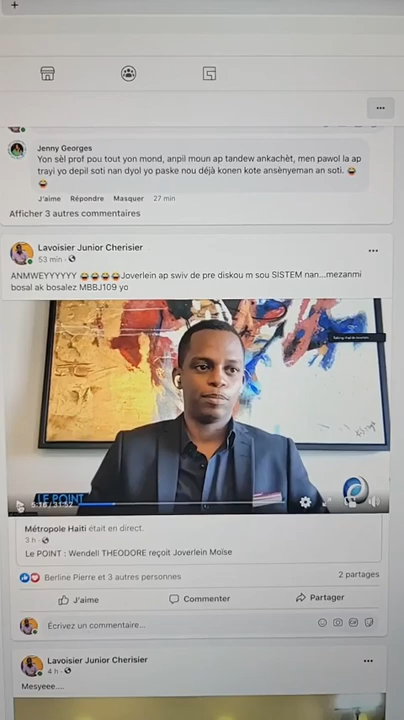 Jenny Georges
Yon sèl prof pou tout yon mond, anpil moun ap tandew ankachèt, men pawol la ap
trayi yo depil soti nan dyol yo paske nou déjà konen kote ansènyeman an soti. 😂
😂
J'aime Répondre Masquer 27 min
Afficher 3 autres commentaires
Lavoisier Junior Cherisier
53 min
ANMWEYYYYYY 😂😂😂😂Joverlein ap swiv de pre diskou m sou SISTEM nan...mezanmi
bosal ak bosalez MBBJ109 yo
LE POINT
Métropole Haiti était en direct.
3 h
Le POINT : Wendell THEODORE reçoit Joverlein Moïse
Berline Pierre et 3 autres personnes
2 partages
J'aime Commenter Partager
Écrivez un commentaire...
Lavoisier Junior Cherisier
4 h
Mesyeee....